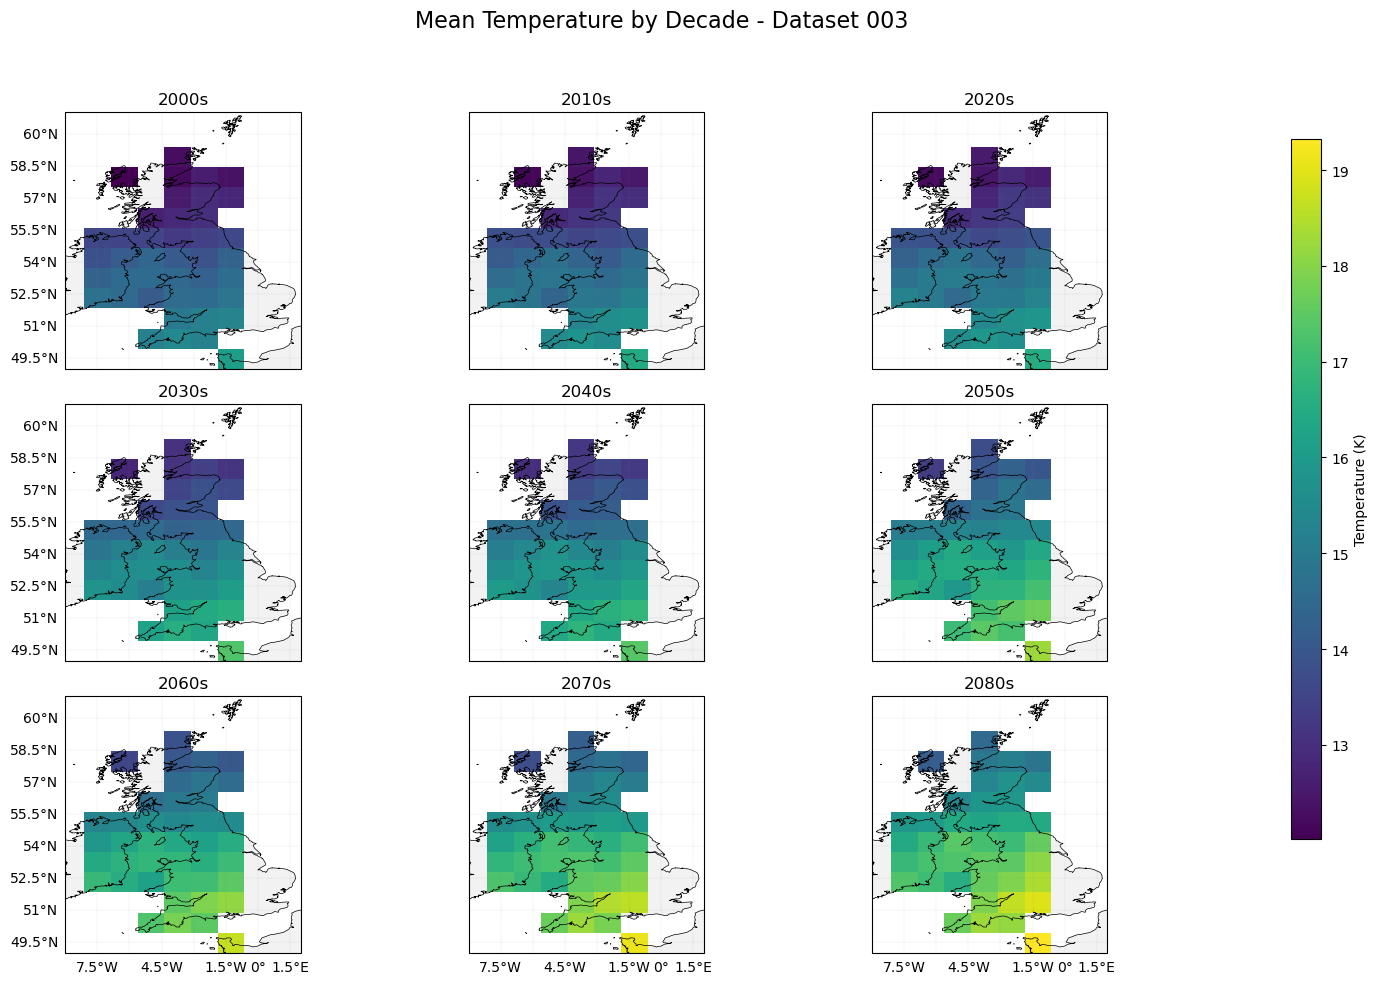 Mean Temperature by Decade - Dataset 003
2000s
2010s
2020s
60°N
58.5°N
57°N
55.5°N
54°N
52.5°N
51°N
49.5°N
2030s
2040s
2050s
60°N
58.5°N
57°N
55.5°N
54°N
52.5°N
51°N
49.5°N
2060s
2070s
2080s
60°N
58.5°N
57°N
55.5°N
54°N
52.5°N
51°N
49.5°N
7.5°W 4.5°W 1.5°W 0° 1.5°E
7.5°W 4.5°W 1.5°W 0° 1.5°E
7.5°W 4.5°W 1.5°W 0° 1.5°E
19
18
17
16
15
14
13
Temperature (K)